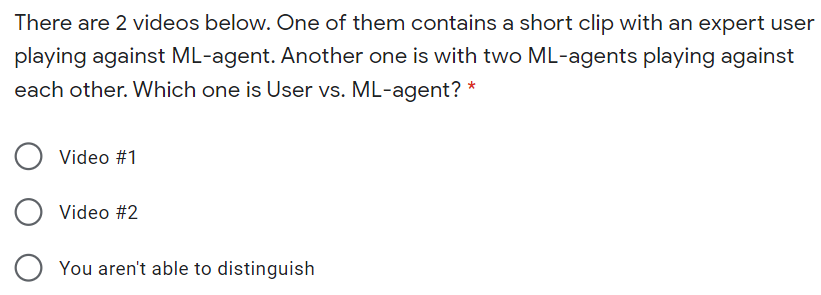 There are 2 videos below. One of them contains a short clip with an expert user
playing against ML-agent. Another one is with two ML-agents playing against
each other. Which one is User vs. ML-agent? *
Video #1
Video #2
You aren't able to distinguish